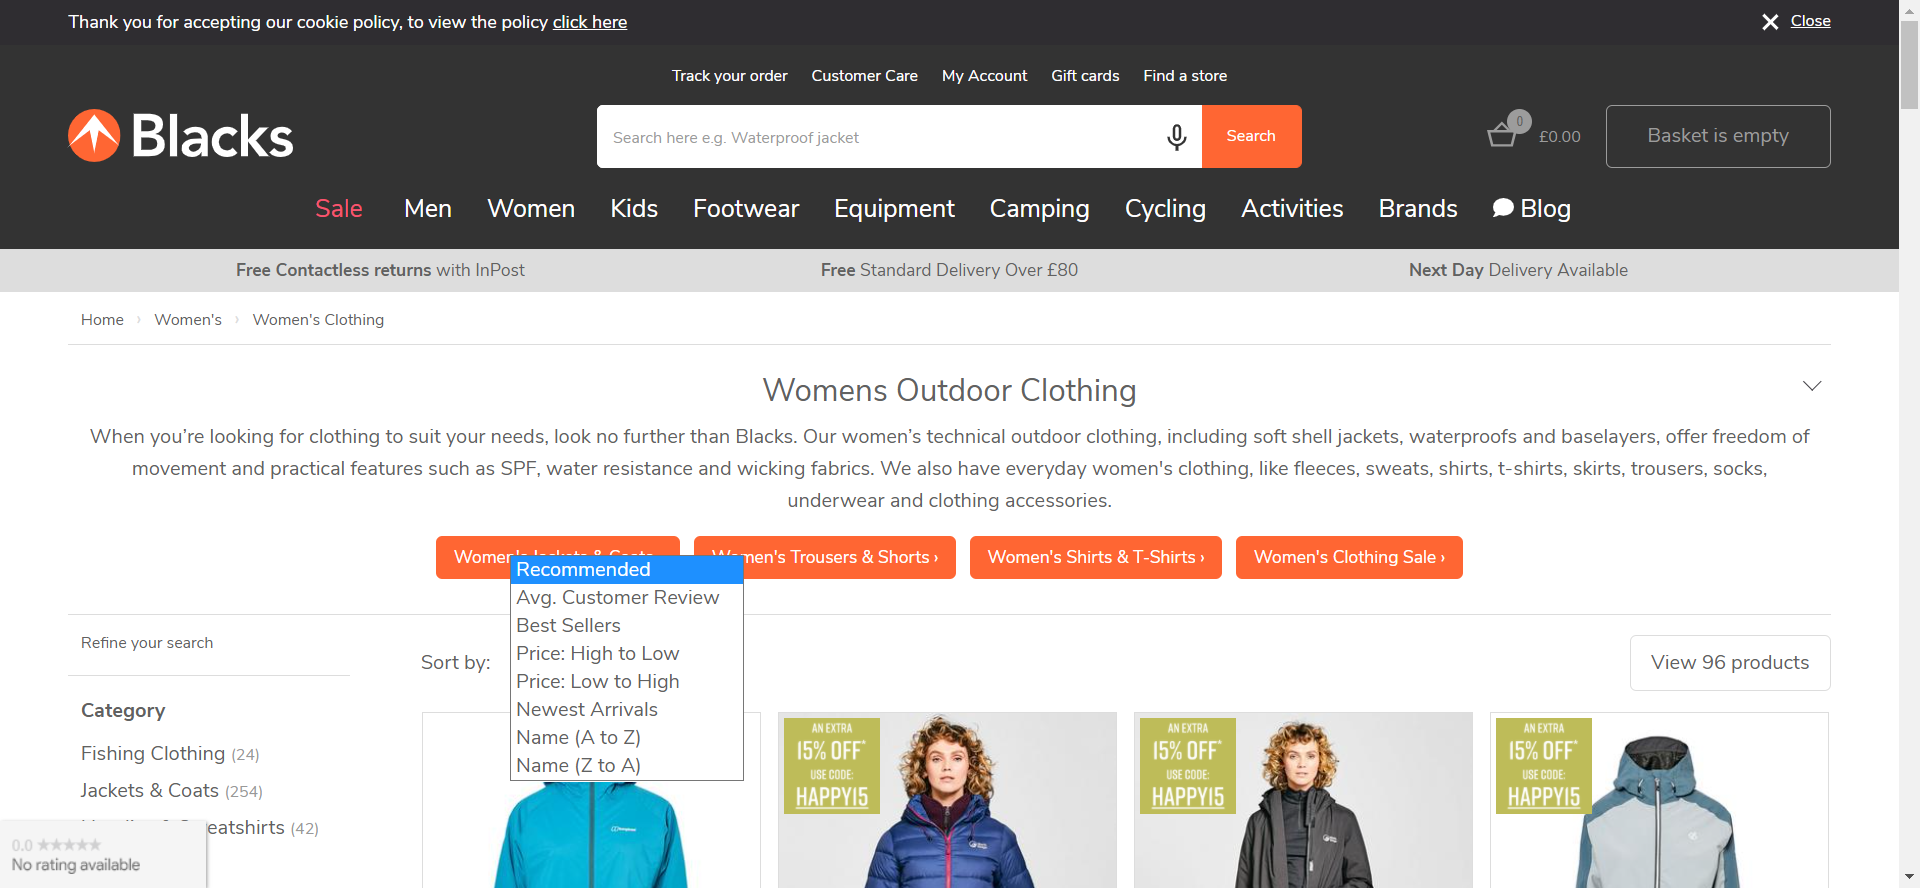 Thank you for accepting our cookie policy, to view the policy click here
Close
Track your order Customer Care My Account Gift cards Find a store
Blacks
Search here e.g. Waterproof jacket
Search
0
£0.00
Basket is empty
Sale Men Women Kids Footwear Equipment Camping Cycling Activities Brands Blog
Free Contactless returns with InPost
Free Standard Delivery Over £80
Next Day Delivery Available
Home › Women's › Women's Clothing
Womens Outdoor Clothing
When you’re looking for clothing to suit your needs, look no further than Blacks. Our women’s technical outdoor clothing, including soft shell jackets, waterproofs and baselayers, offer freedom of
movement and practical features such as SPF, water resistance and wicking fabrics. We also have everyday women's clothing, like fleeces, sweats, shirts, t-shirts, skirts, trousers, socks,
underwear and clothing accessories.
Women's Jackets & Coats
Women's Trousers & Shorts ›
Women's Shirts & T-Shirts ›
Women's Clothing Sale ›
Refine your search
Sort by:
Recommended
Avg. Customer Review
Best Sellers
Price: High to Low
Price: Low to High
Newest Arrivals
Name (A to Z)
Name (Z to A)
View 96 products
Category
Fishing Clothing (24)
Jackets & Coats (254)
& Sweatshirts (42)
0.0 ★★★★★
No rating available
AN EXTRA
15% OFF*
USE CODE:
HAPPY15
AN EXTRA
15% OFF*
USE CODE:
HAPPY15
AN EXTRA
15% OFF*
USE CODE:
HAPPY15